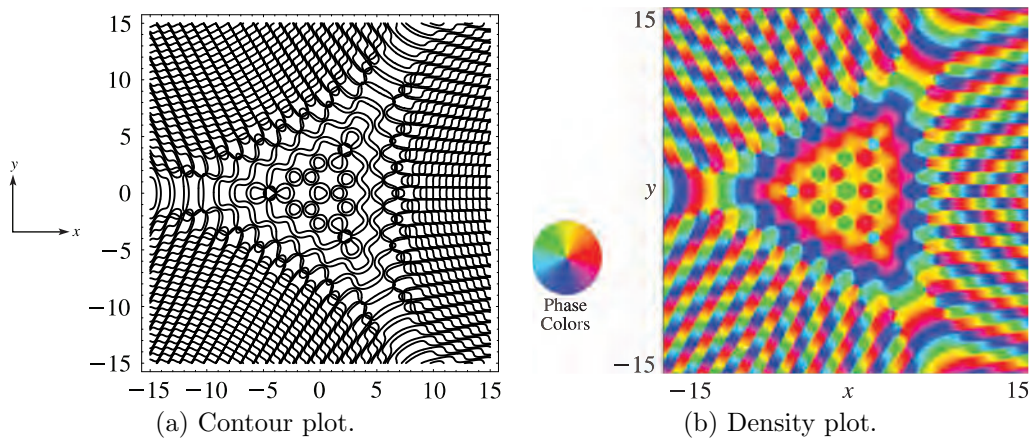 15
10
5
y
0
x
−5
−10
−15
−15 −10 −5 0 5 10 15
(a) Contour plot.
Phase
Colors
15
y
−15
−15 x 15
(b) Density plot.